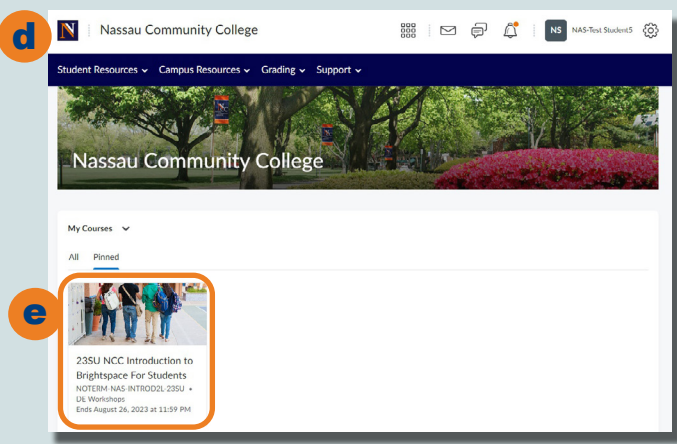 d
N Nassau Community College NS NAS-Test Student5
Student Resources Campus Resources Grading Support
Nassau Community College
My Courses
All Pinned
e
23SU NCC Introduction to
Brightspace For Students
NOTERM-NAS-INTROD2L-23SU •
DE Workshops
Ends August 26, 2023 at 11:59 PM